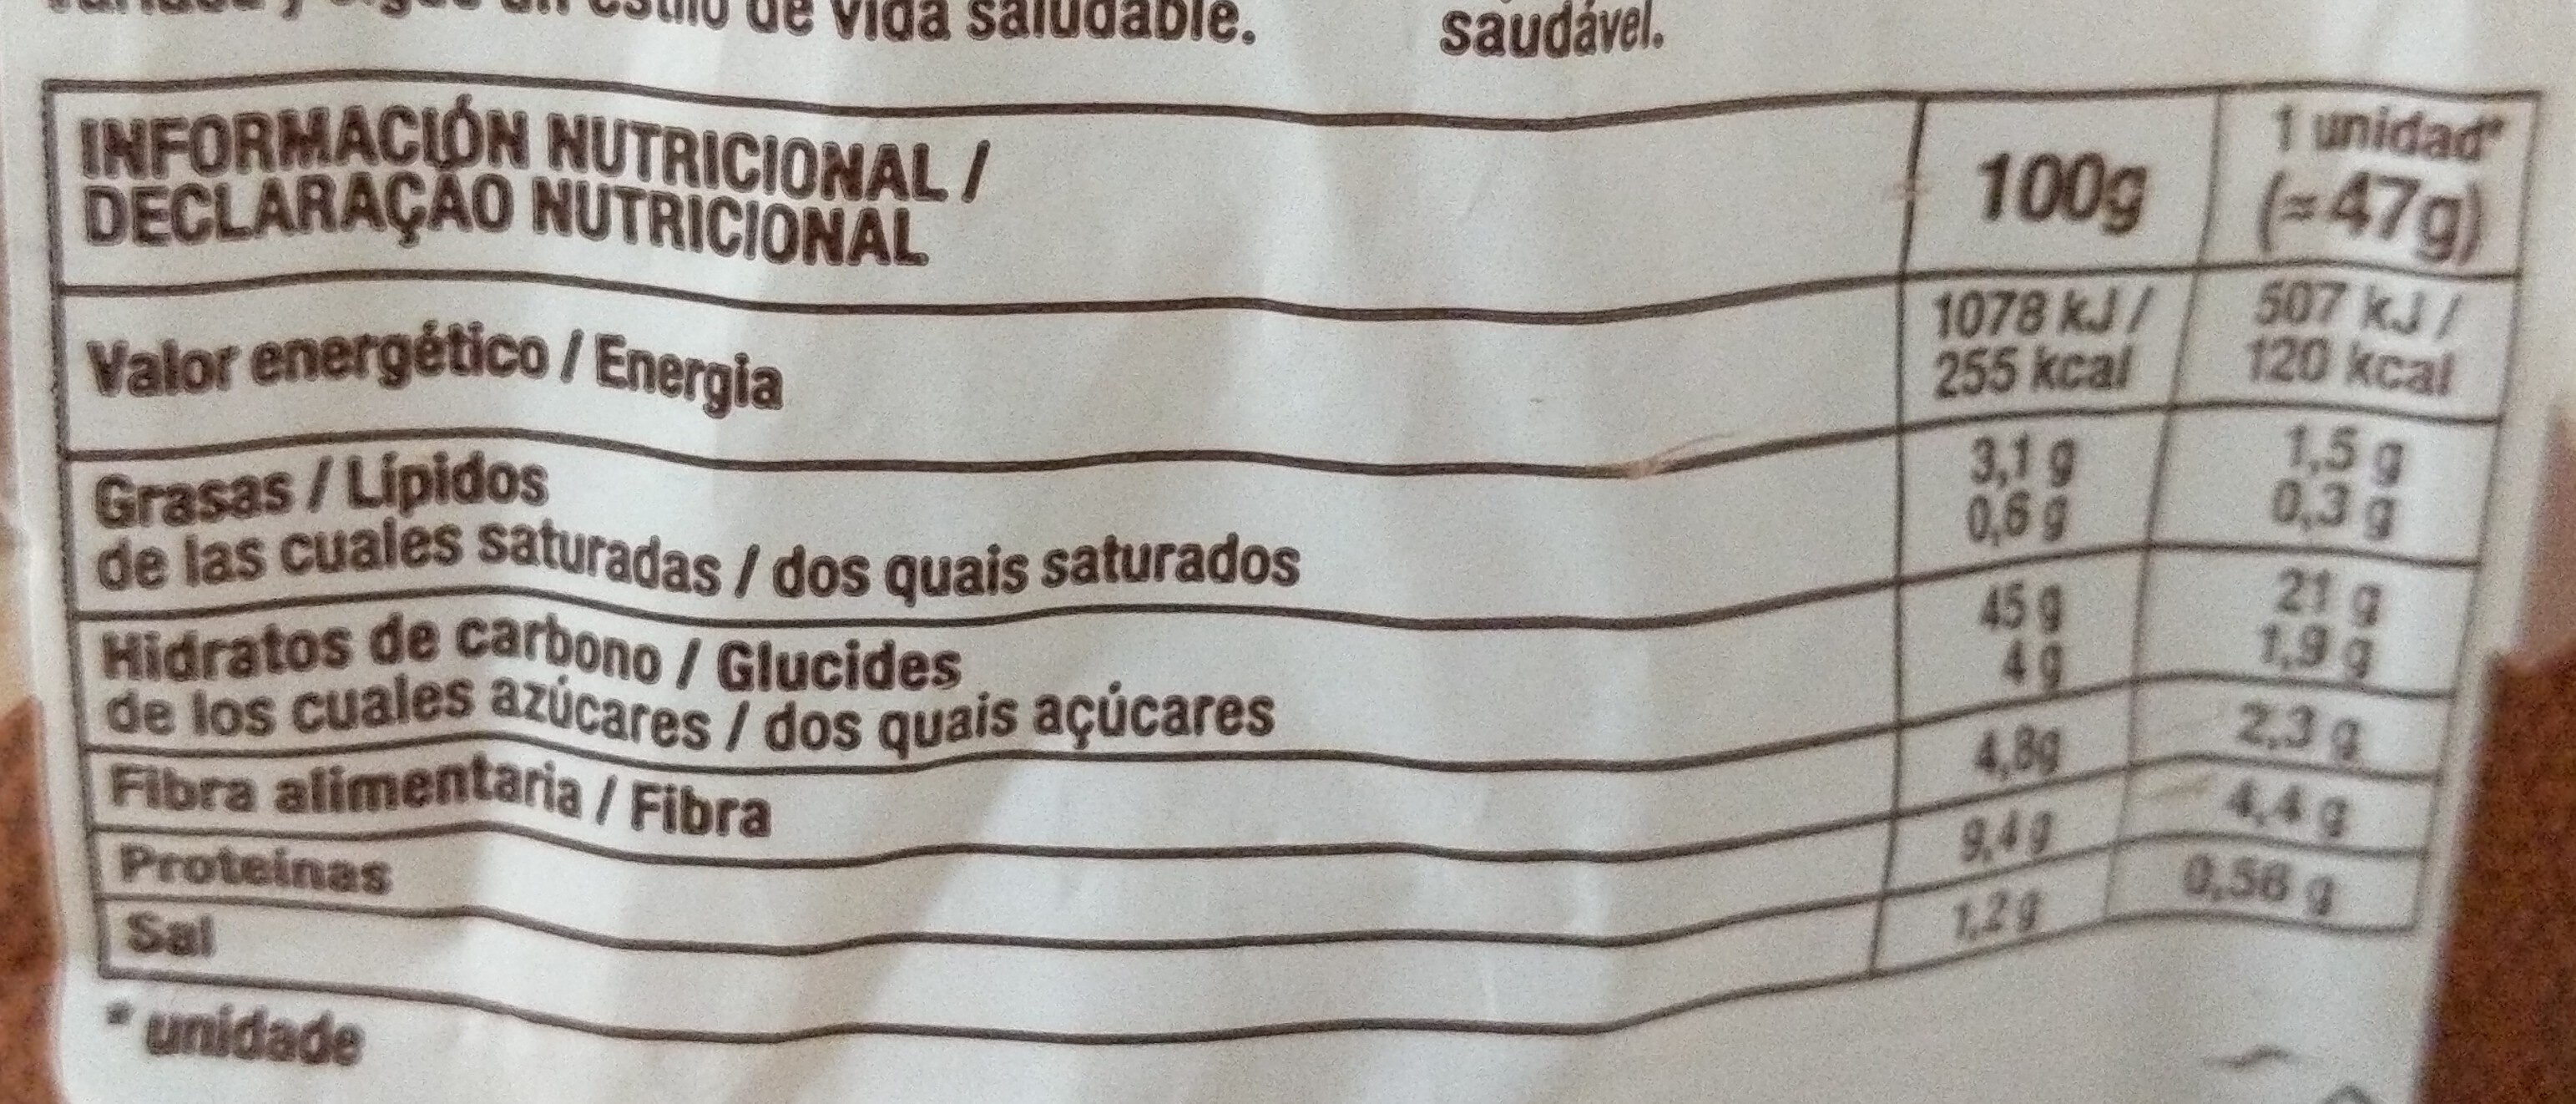 de vida saludable.
saudável.
INFORMACIÓN NUTRICIONAL /
DECLARAÇÃO NUTRICIONAL
100g
1 unidad*
(≈47g)
Valor energético / Energia
1078 kJ /
255 kcal
507 kJ /
120 kcal
Grasas / Lípidos
3,1 g
1,5 g
de las cuales saturadas / dos quais saturados
0,6 g
0,3 g
Hidratos de carbono / Glucides
45 g
21 g
de los cuales azúcares / dos quais açúcares
4 g
1,9 g
Fibra alimentaria / Fibra
4,8g
2,3 g
Proteínas
9,4 g
4,4 g
Sal
1,2 g
0,56 g
* unidade